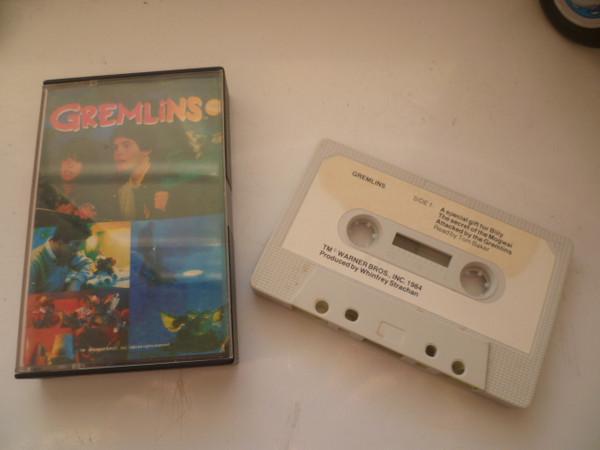 GREMLINS
GREMLINS
SIDE 1
A special gift for Billy
The secret of the Mogwai
Attacked by the Gremlins
Read by Tom Baker
TM © WARNER BROS. INC. 1984
Produced by Whinfrey Strachan